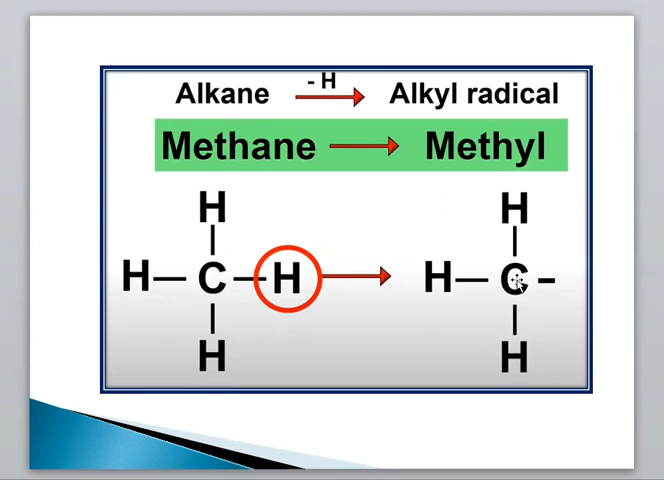 - H
Alkane Alkyl radical
Methane Methyl
H H
H C H H C
H H